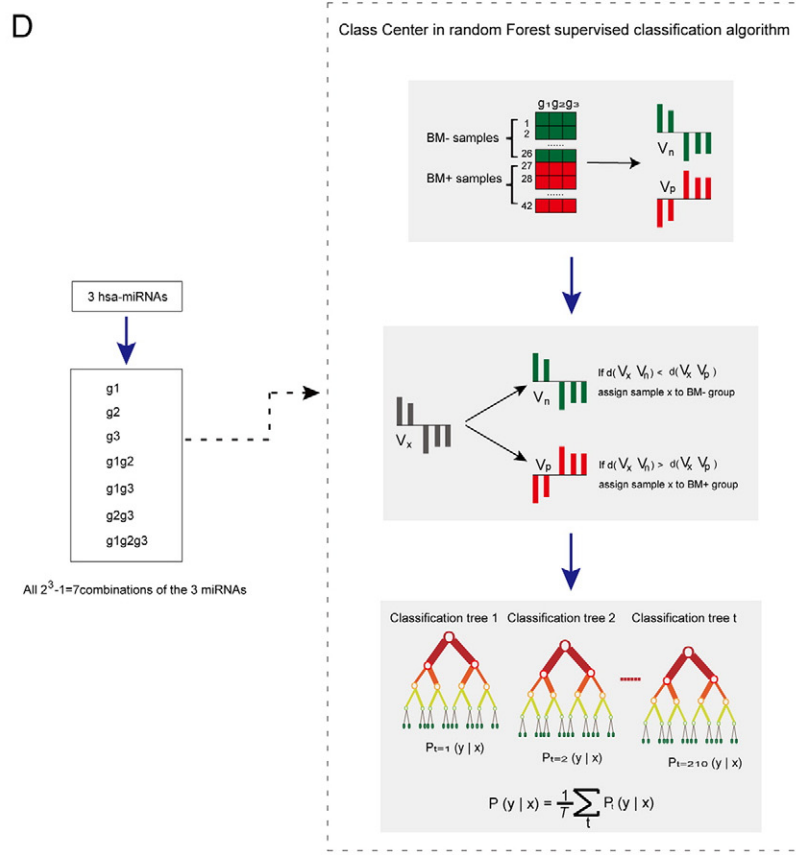 D
Class Center in random Forest supervised classification algorithm
g₁g₂g₃
1
BM- samples
2
......
26
27
BM+ samples
28
......
42
Vn
Vp
3 hsa-miRNAs
g1
g2
g3
g1g2
g1g3
g2g3
g1g2g3
All 2³-1=7combinations of the 3 miRNAs
Vx
Vn
If d( Vx Vn) < d( Vx Vp)
assign sample x to BM- group
Vp
If d( Vx Vn) > d( Vx Vp)
assign sample x to BM+ group
Classification tree 1
Classification tree 2
Classification tree t
......
Pt=1 (y | x)
Pt=2 (y | x)
Pt=210 (y | x)
P (y | x) = 1/T ∑t Pt (y | x)